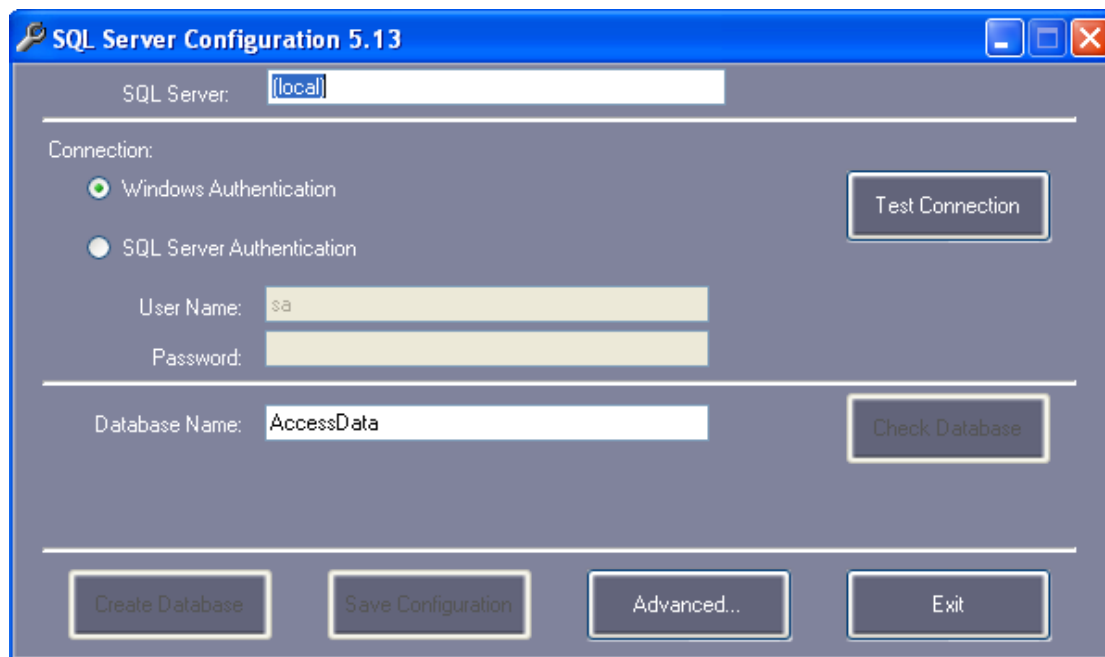 SQL Server Configuration 5.13
SQL Server: (local)
Connection:
Windows Authentication
Test Connection
SQL Server Authentication
User Name: sa
Password:
Database Name: AccessData
Check Database
Create Database Save Configuration Advanced... Exit